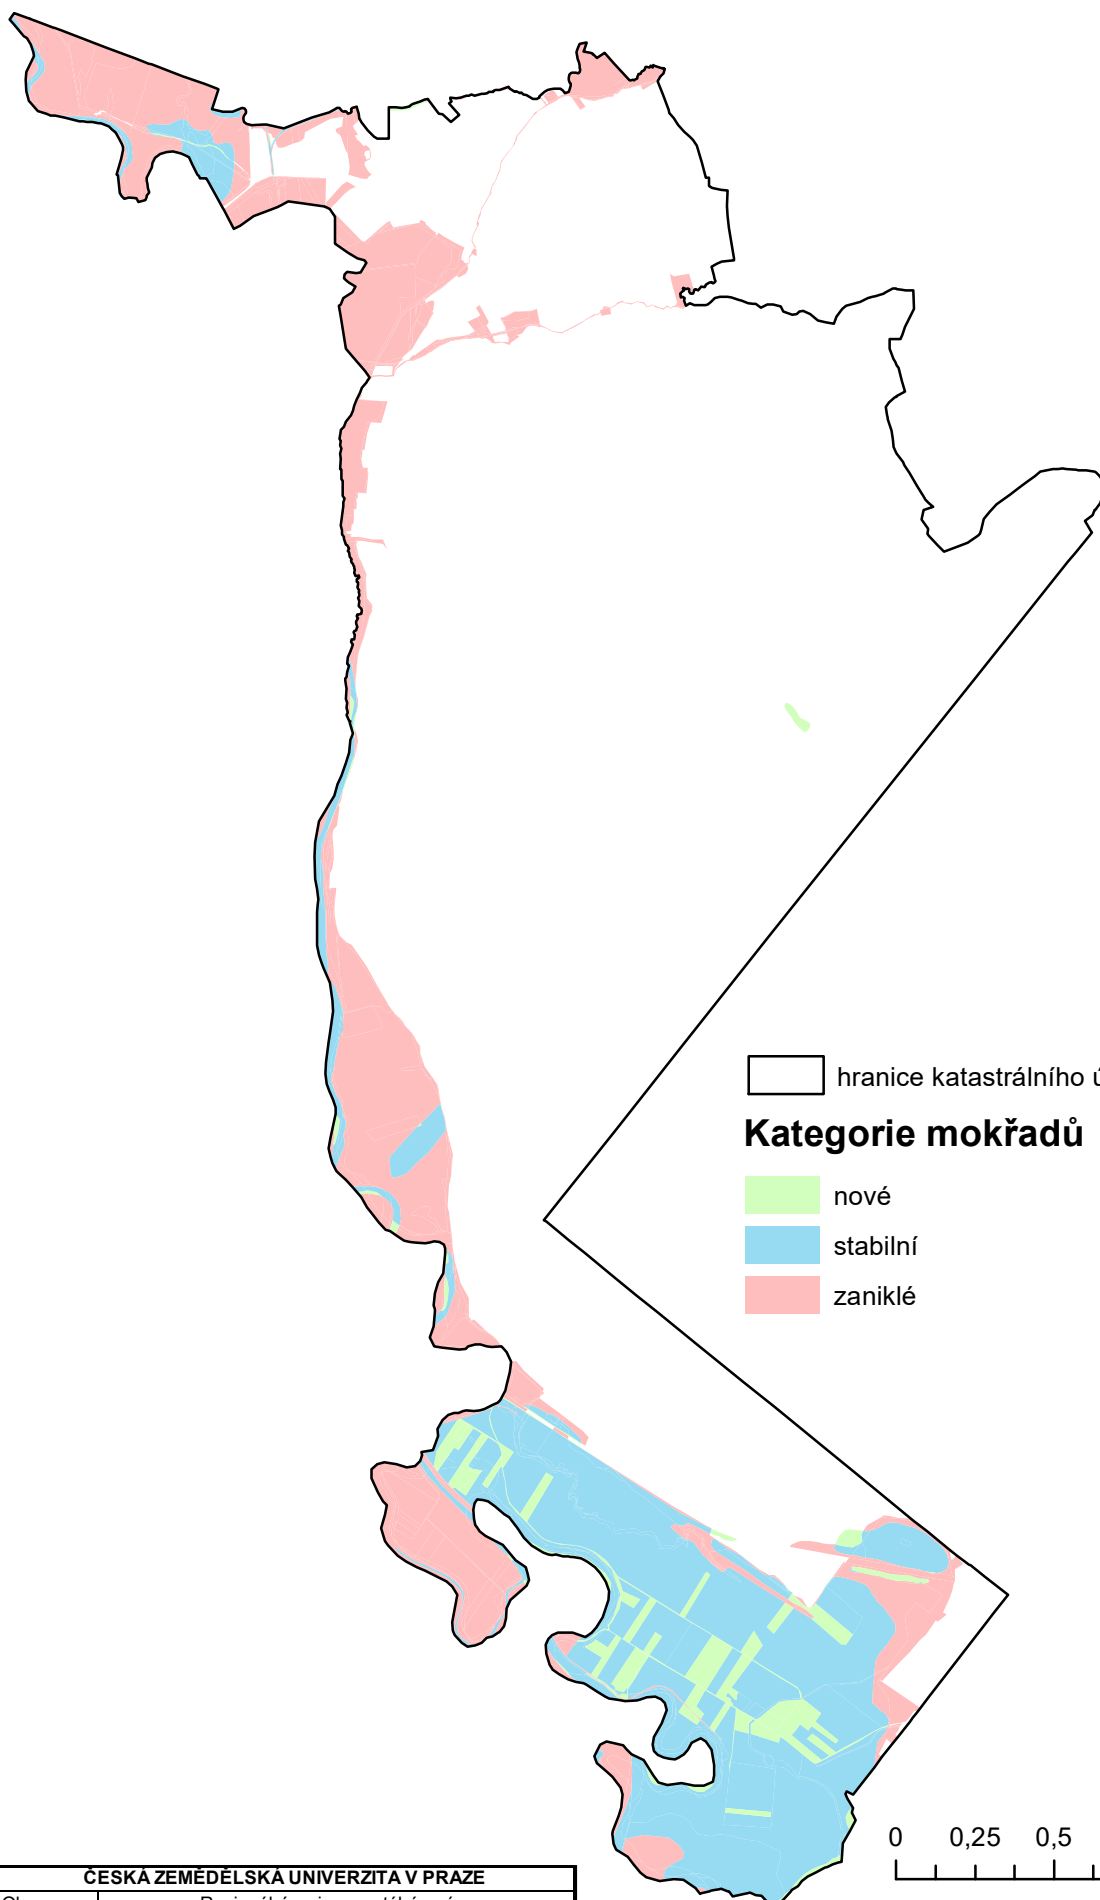 hranice katastrálního
Kategorie mokřadů
nové
stabilní
zaniklé
0 0,25 0,5
ČESKÁ ZEMĚDĚLSKÁ UNIVERZITA V PRAZE